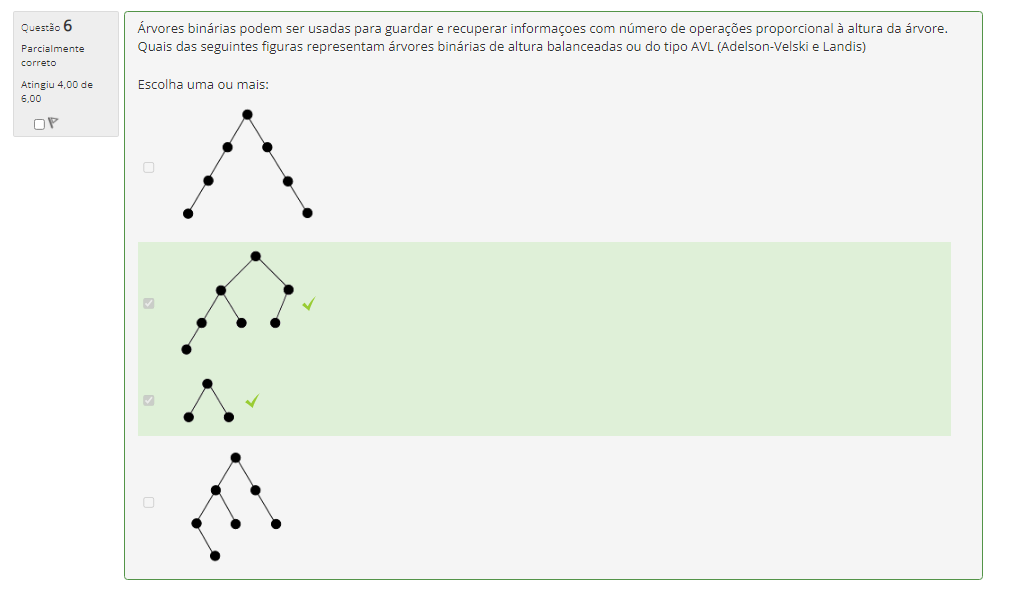 Questão 6
Parcialmente
correto
Atingiu 4,00 de
6,00
Árvores binárias podem ser usadas para guardar e recuperar informaçoes com número de operações proporcional à altura da árvore.
Quais das seguintes figuras representam árvores binárias de altura balanceadas ou do tipo AVL (Adelson-Velski e Landis)
Escolha uma ou mais: